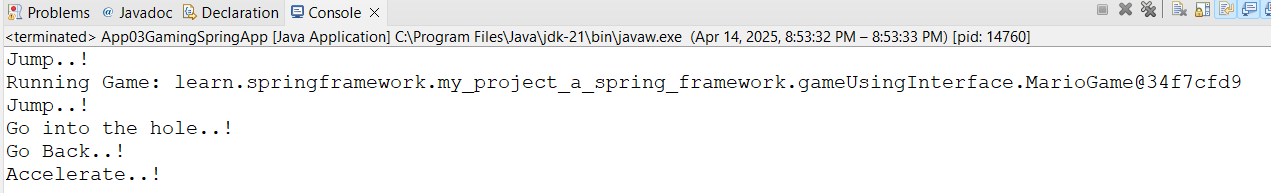 Problems @ Javadoc Declaration Console
<terminated> App03GamingSpringApp [Java Application] C:\Program Files\Java\jdk-21\bin\javaw.exe (Apr 14, 2025, 8:53:32 PM – 8:53:33 PM) [pid: 14760]
Jump..!
Running Game: learn.springframework.my_project_a_spring_framework.gameUsingInterface.MarioGame@34f7cfd9
Jump..!
Go into the hole..!
Go Back..!
Accelerate..!